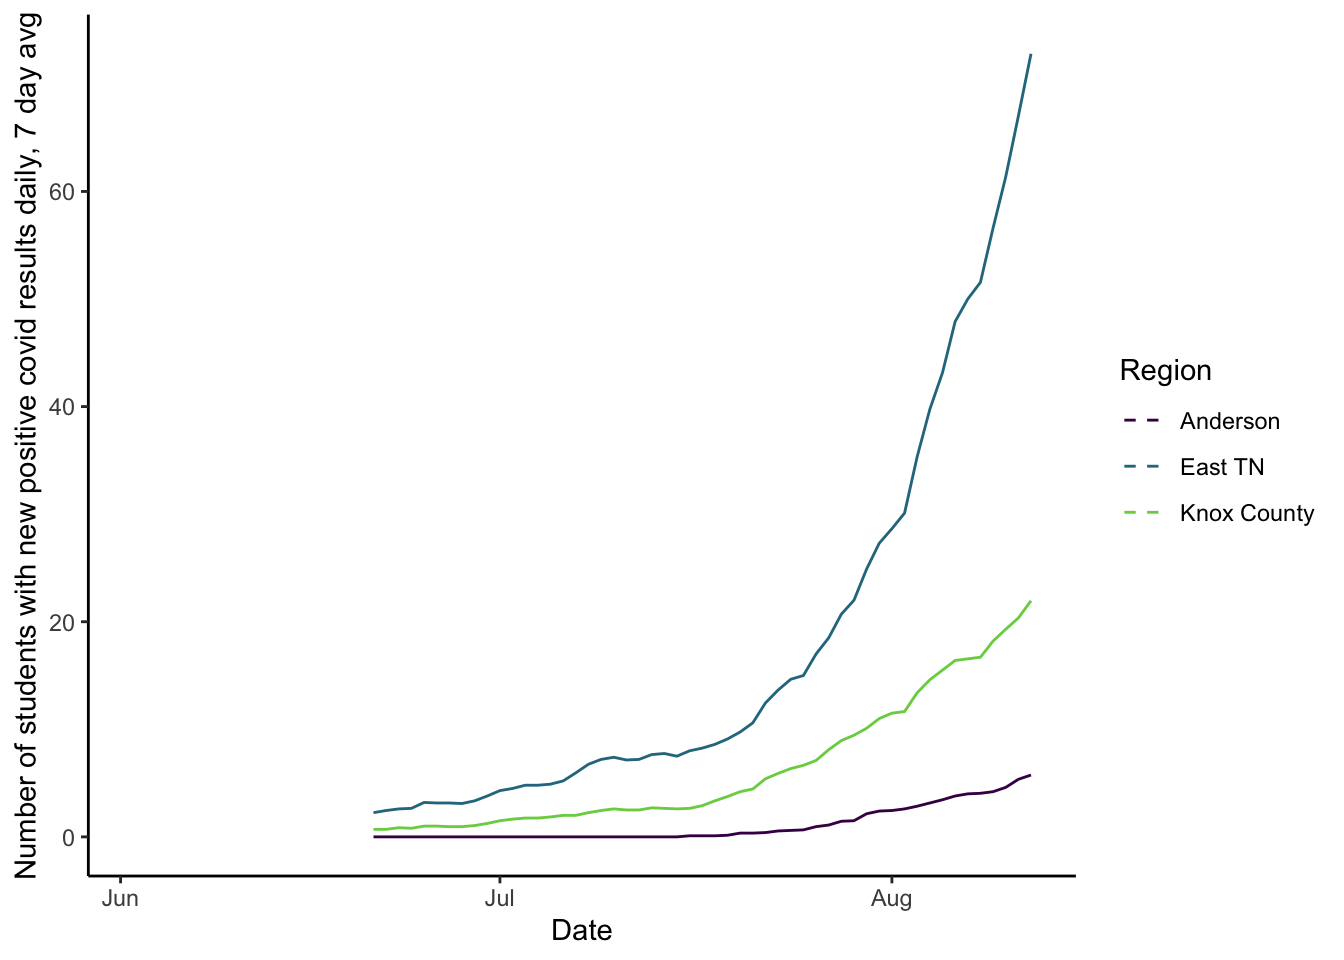 Number of students with new positive covid results daily, 7 day avg
60
40
20
0
Jun
Jul
Aug
Date
Region
Anderson
East TN
Knox County